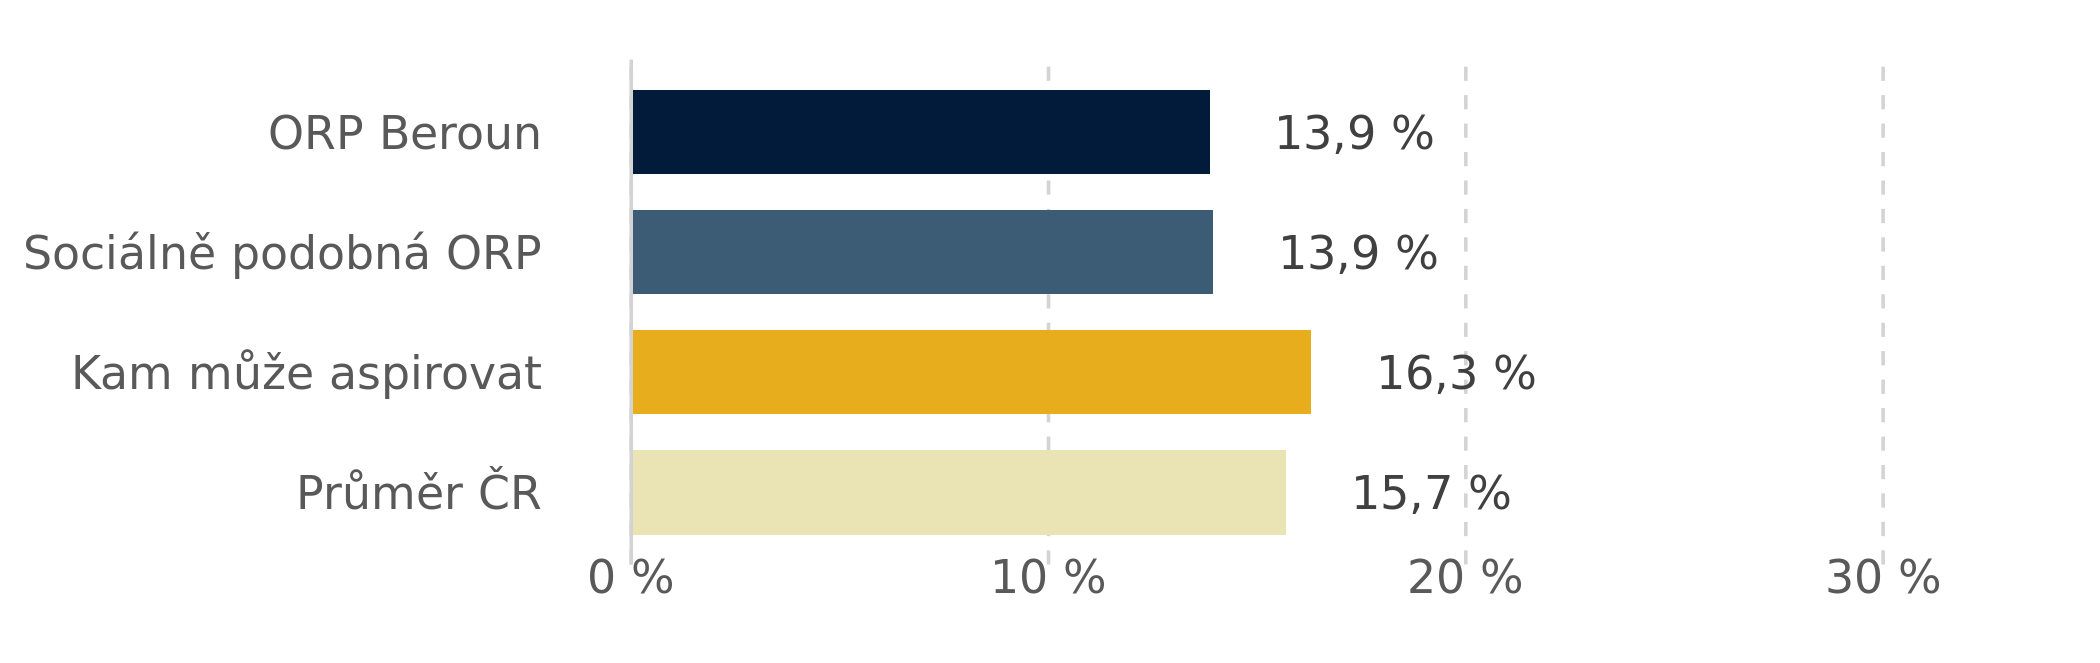 ORP Beroun 13,9 %
Sociálně podobná ORP 13,9 %
Kam může aspirovat 16,3 %
Průměr ČR 15,7 %
0 % 10 % 20 % 30 %